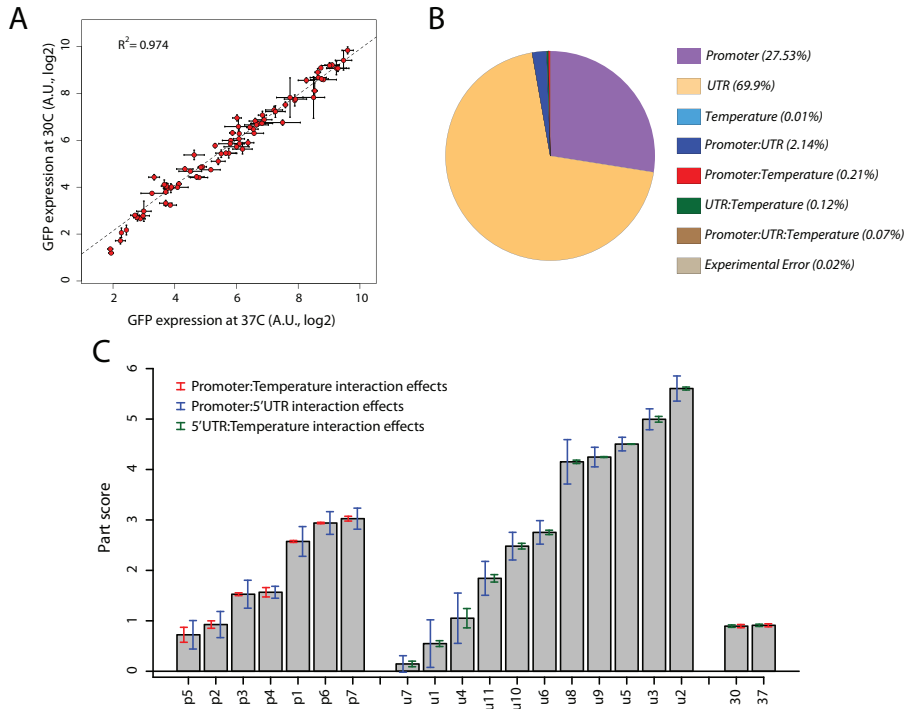 A
R² = 0.974
GFP expression at 30C (A.U., log2)
0 2 4 6 8 10
2 4 6 8 10
GFP expression at 37C (A.U., log2)
B
Promoter (27.53%)
UTR (69.9%)
Temperature (0.01%)
Promoter:UTR (2.14%)
Promoter:Temperature (0.21%)
UTR:Temperature (0.12%)
Promoter:UTR:Temperature (0.07%)
Experimental Error (0.02%)
C
Promoter:Temperature interaction effects
Promoter:5'UTR interaction effects
5'UTR:Temperature interaction effects
Part score
0 1 2 3 4 5 6
p5 p2 p3 p4 p1 p6 p7 u7 u1 u4 u11 u10 u6 u8 u9 u5 u3 u2 30 37